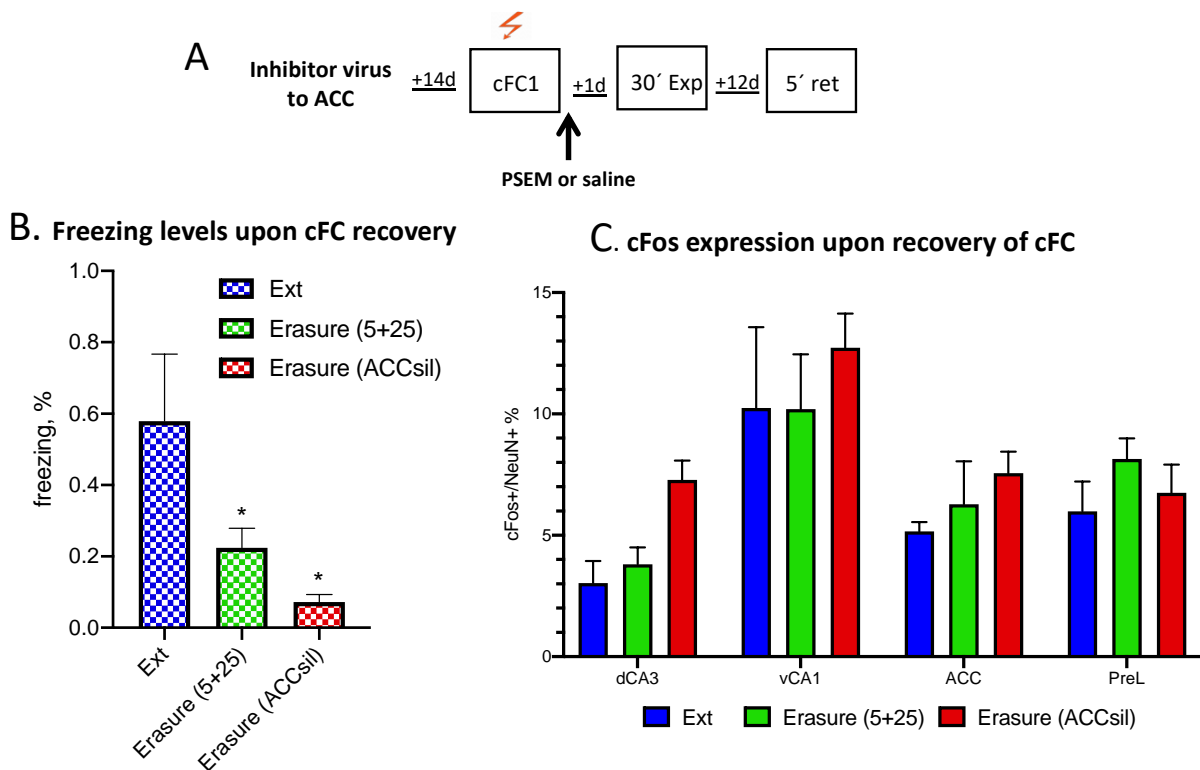 A
Inhibitor virus
to ACC
+14d
cFC1
+1d
30´ Exp
+12d
5´ ret
PSEM or saline
B. Freezing levels upon cFC recovery
1.0
0.8
0.6
0.4
0.2
0.0
freezing, %
Ext
Erasure (5+25)
Erasure (ACCsil)
*
*
Ext
Erasure (5+25)
Erasure (ACCsil)
C. cFos expression upon recovery of cFC
15
10
5
0
cFos+/NeuN+ %
dCA3
vCA1
ACC
PreL
Ext
Erasure (5+25)
Erasure (ACCsil)